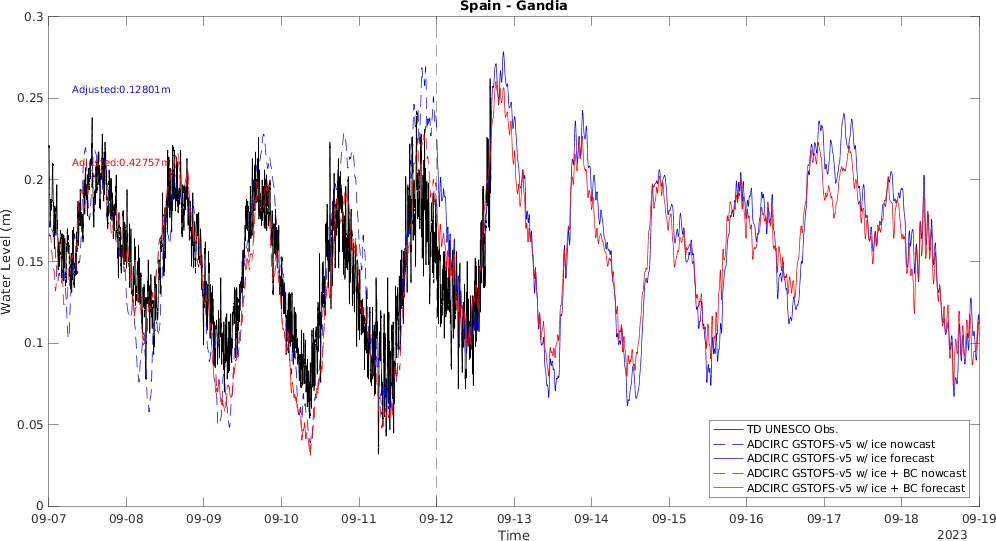 Spain - Gandia
0.3
0.25
0.2
0.15
0.1
0.05
0
Water Level (m)
Adjusted:0.12801m
Adjusted:0.42757m
TD UNESCO Obs.
ADCIRC GSTOFS-v5 w/ ice nowcast
ADCIRC GSTOFS-v5 w/ ice forecast
ADCIRC GSTOFS-v5 w/ ice + BC nowcast
ADCIRC GSTOFS-v5 w/ ice + BC forecast
09-07 09-08 09-09 09-10 09-11 09-12 09-13 09-14 09-15 09-16 09-17 09-18 09-19
Time
2023